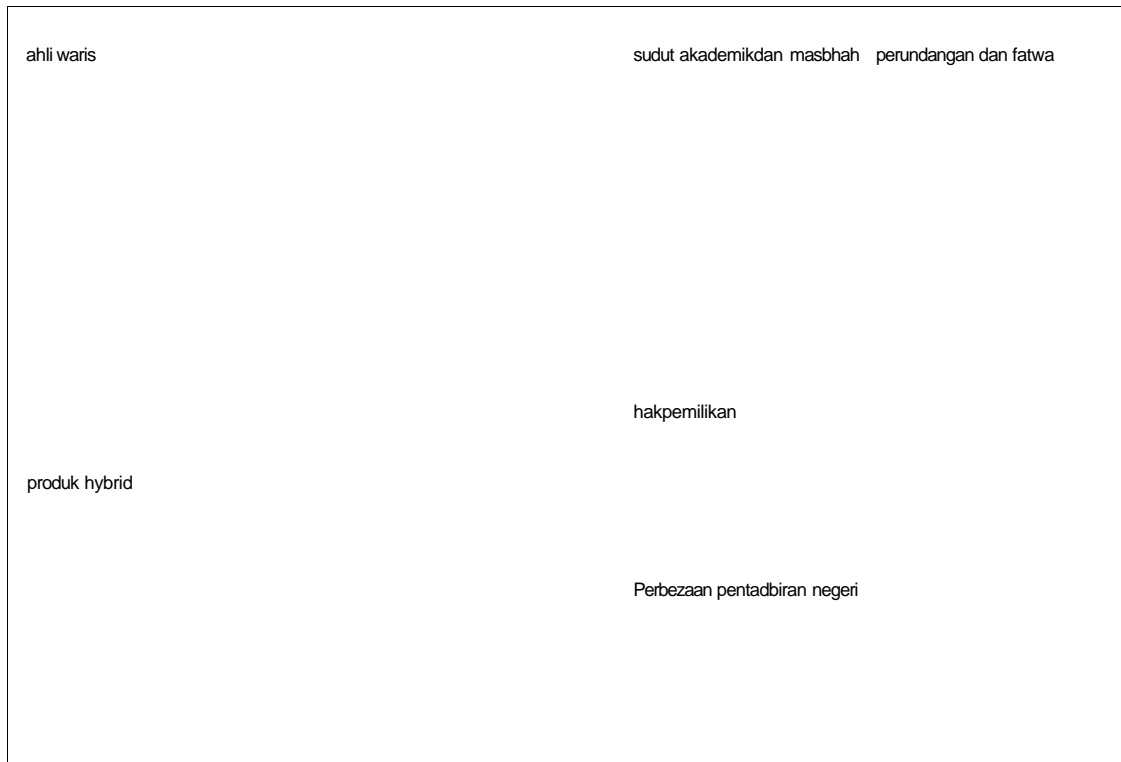 ahli waris
sudut akademikdan masbhah perundangan dan fatwa
hakpemilikan
produk hybrid
Perbezaan pentadbiran negeri